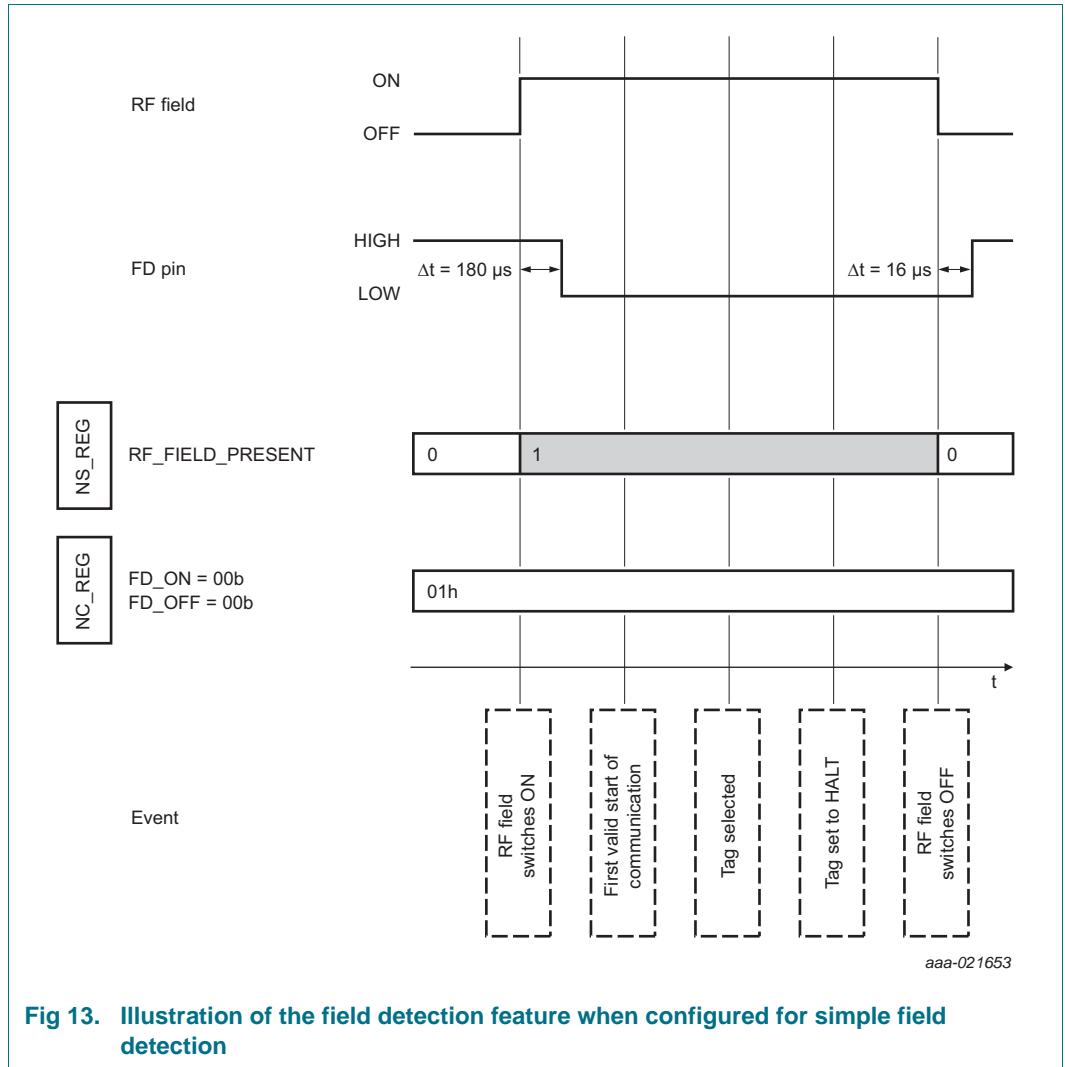 ON
RF field
OFF
HIGH
FD pin
Δt = 180 µs
Δt = 16 µs
LOW
NS_REG
RF_FIELD_PRESENT
0
1
0
NC_REG
FD_ON = 00b
FD_OFF = 00b
01h
t
Event
RF field
switches ON
First valid start of
communication
Tag selected
Tag set to HALT
RF field
switches OFF
aaa-021653
Fig 13. Illustration of the field detection feature when configured for simple field
detection